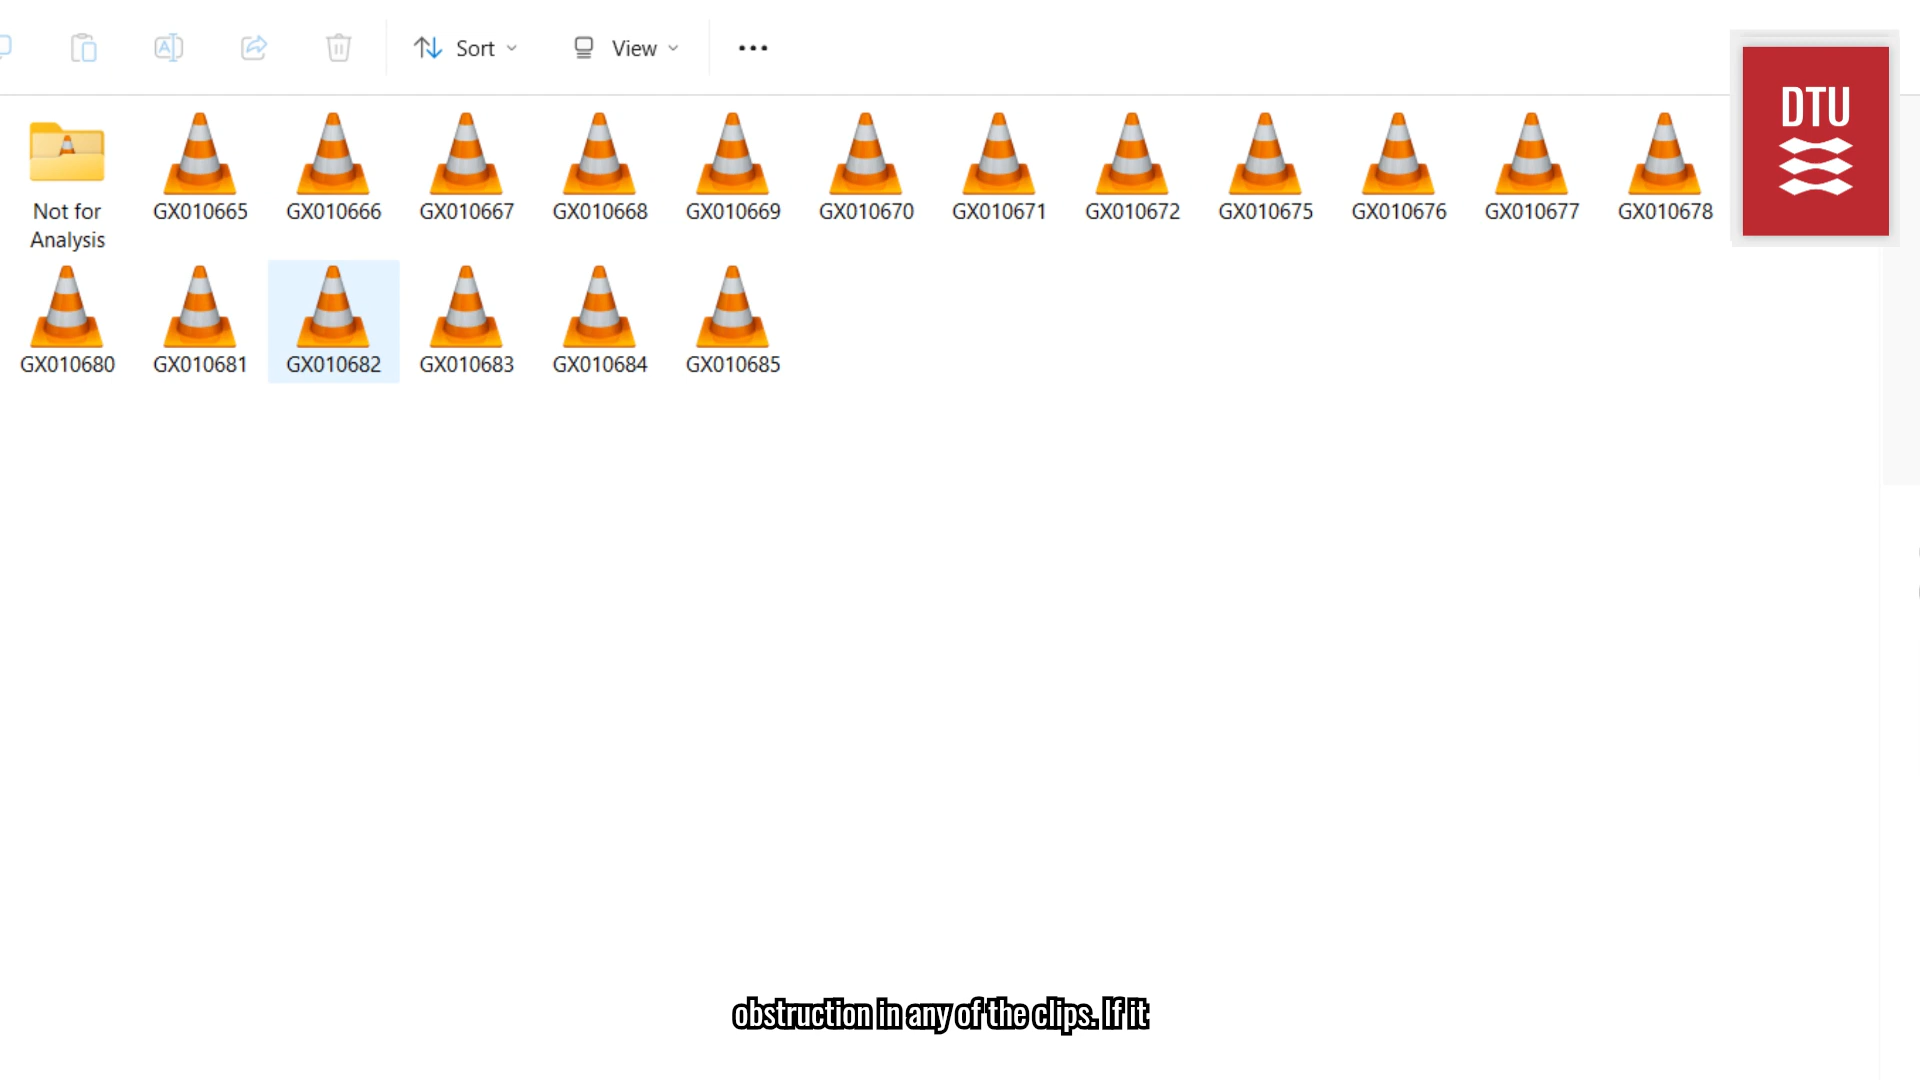 Sort
View
DTU
Not for
Analysis
GX010665
GX010666
GX010667
GX010668
GX010669
GX010670
GX010671
GX010672
GX010675
GX010676
GX010677
GX010678
GX010680
GX010681
GX010682
GX010683
GX010684
GX010685
obstruction in any of the clips. If it